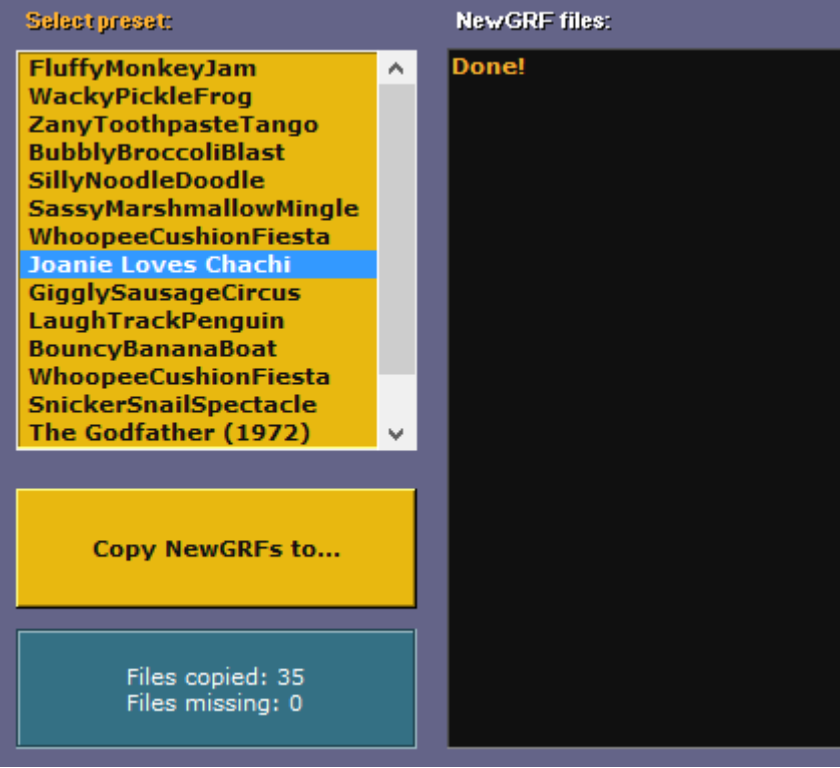 Select preset:
FluffyMonkeyJam
WackyPickleFrog
ZanyToothpasteTango
BubblyBroccoliBlast
SillyNoodleDoodle
SassyMarshmallowMingle
WhoopeeCushionFiesta
Joanie Loves Chachi
GigglySausageCircus
LaughTrackPenguin
BouncyBananaBoat
WhoopeeCushionFiesta
SnickerSnailSpectacle
The Godfather (1972)
Copy NewGRFs to...
Files copied: 35
Files missing: 0
NewGRF files:
Done!